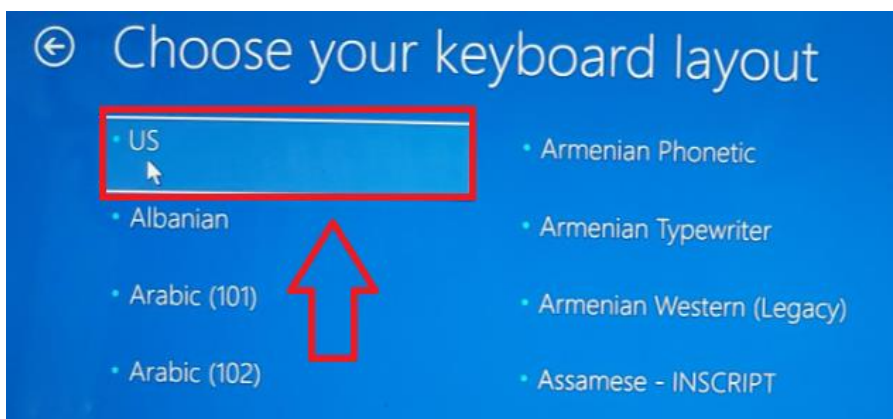 Choose your keyboard layout
US
Albanian
Arabic (101)
Arabic (102)
Armenian Phonetic
Armenian Typewriter
Armenian Western (Legacy)
Assamese - INSCRIPT